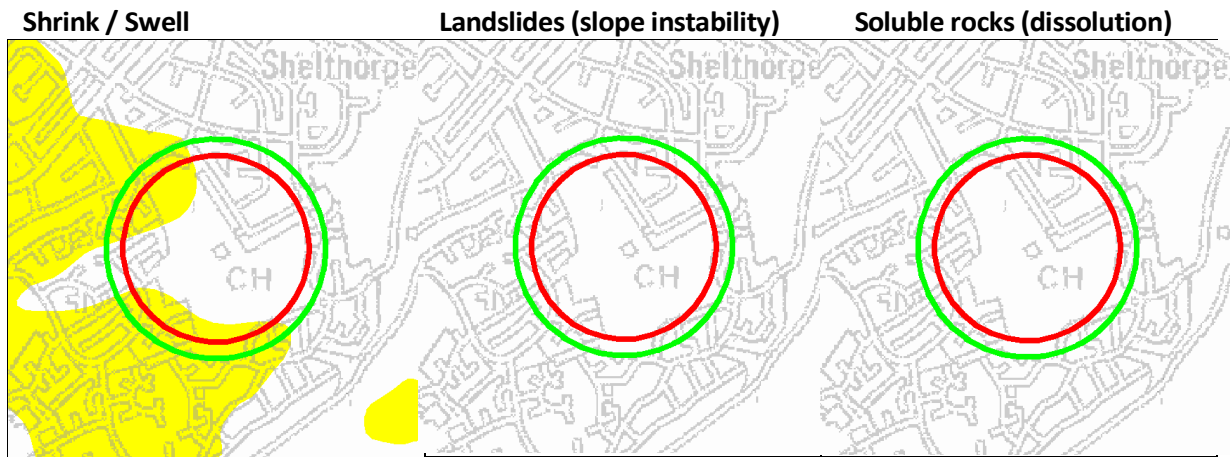 Shrink / Swell
Landslides (slope instability)
Soluble rocks (dissolution)
Shelthorpe
Shelthorpe
Shelthorpe
CH
CH
CH